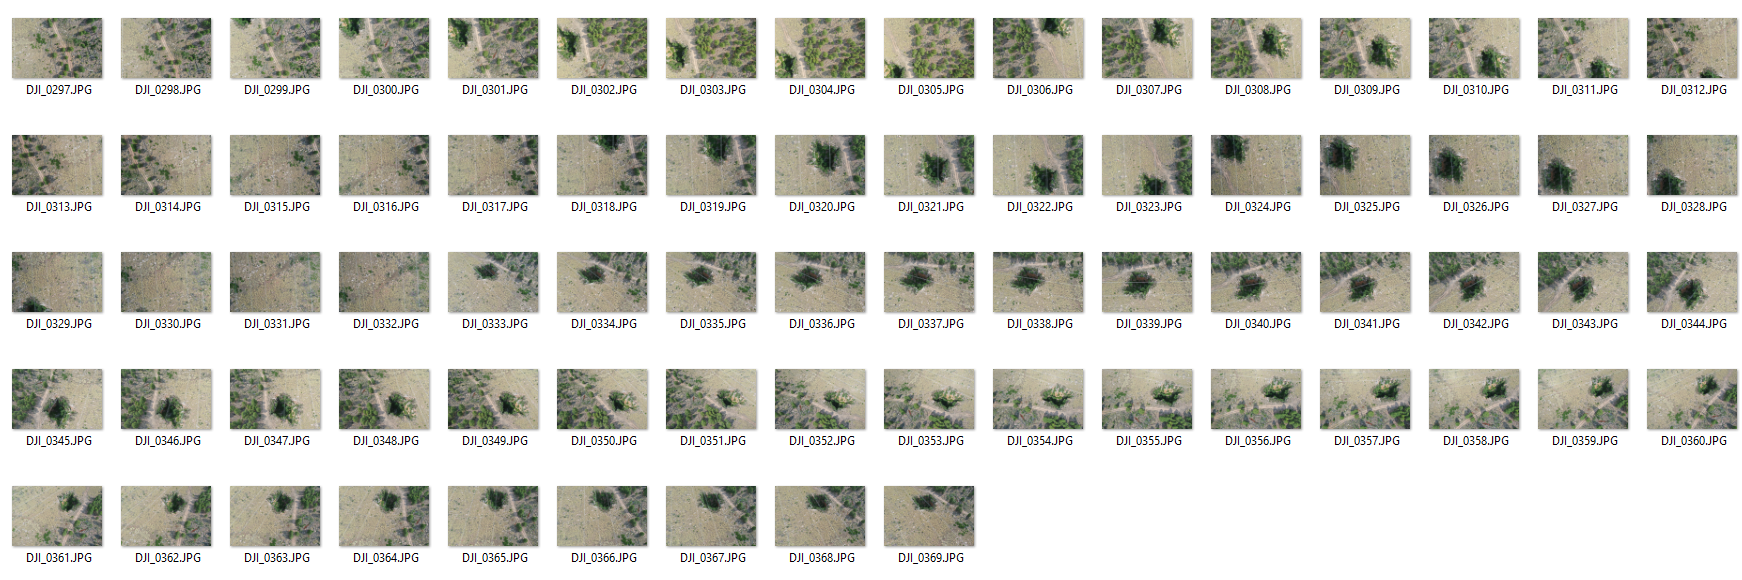 DJI_0297.JPG DJI_0298.JPG DJI_0299.JPG DJI_0300.JPG DJI_0301.JPG DJI_0302.JPG DJI_0303.JPG DJI_0304.JPG DJI_0305.JPG DJI_0306.JPG DJI_0307.JPG DJI_0308.JPG DJI_0309.JPG DJI_0310.JPG DJI_0311.JPG DJI_0312.JPG
DJI_0313.JPG DJI_0314.JPG DJI_0315.JPG DJI_0316.JPG DJI_0317.JPG DJI_0318.JPG DJI_0319.JPG DJI_0320.JPG DJI_0321.JPG DJI_0322.JPG DJI_0323.JPG DJI_0324.JPG DJI_0325.JPG DJI_0326.JPG DJI_0327.JPG DJI_0328.JPG
DJI_0329.JPG DJI_0330.JPG DJI_0331.JPG DJI_0332.JPG DJI_0333.JPG DJI_0334.JPG DJI_0335.JPG DJI_0336.JPG DJI_0337.JPG DJI_0338.JPG DJI_0339.JPG DJI_0340.JPG DJI_0341.JPG DJI_0342.JPG DJI_0343.JPG DJI_0344.JPG
DJI_0345.JPG DJI_0346.JPG DJI_0347.JPG DJI_0348.JPG DJI_0349.JPG DJI_0350.JPG DJI_0351.JPG DJI_0352.JPG DJI_0353.JPG DJI_0354.JPG DJI_0355.JPG DJI_0356.JPG DJI_0357.JPG DJI_0358.JPG DJI_0359.JPG DJI_0360.JPG
DJI_0361.JPG DJI_0362.JPG DJI_0363.JPG DJI_0364.JPG DJI_0365.JPG DJI_0366.JPG DJI_0367.JPG DJI_0368.JPG DJI_0369.JPG